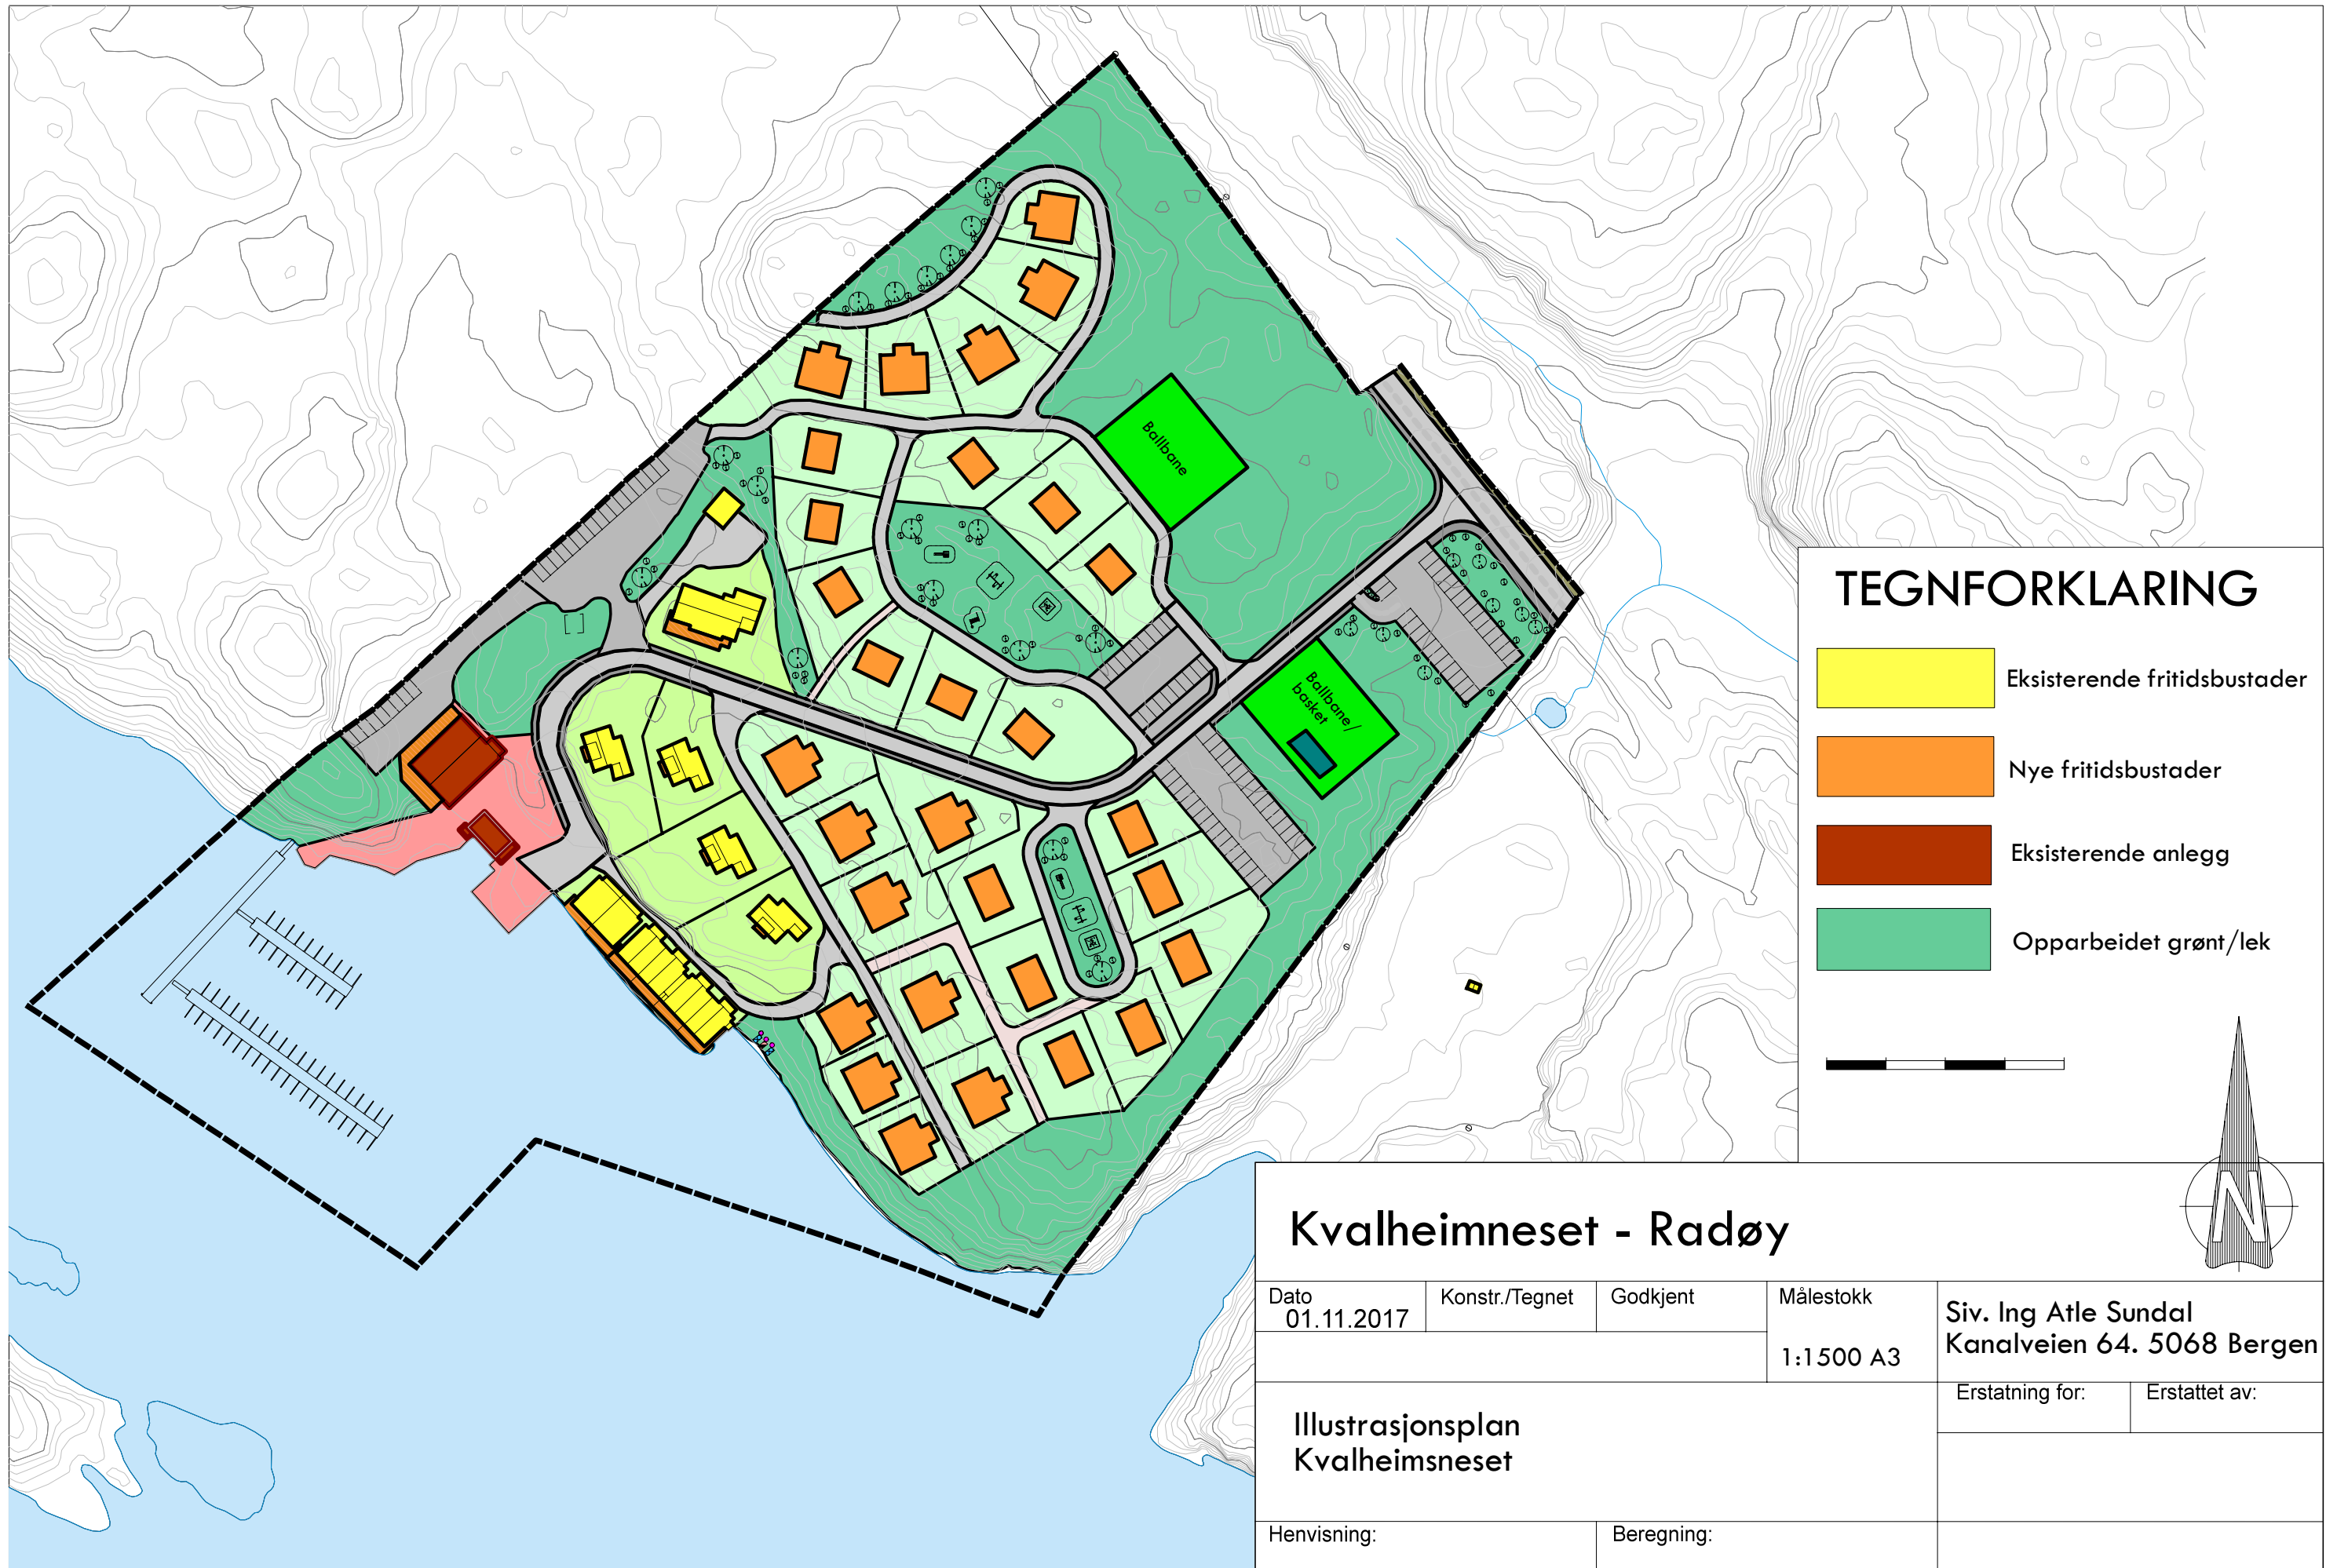 Ballbane
Ballbane/
basket
TEGNFORKLARING
Eksisterende fritidsbustader
Nye fritidsbustader
Eksisterende anlegg
Opparbeidet grønt/lek
N
Kvalheimneset - Radøy
Dato
01.11.2017
Konstr./Tegnet
Godkjent
Målestokk
1:1500 A3
Siv. Ing Atle Sundal
Kanalveien 64. 5068 Bergen
Erstatning for:
Erstattet av:
Illustrasjonsplan
Kvalheimsneset
Henvisning:
Beregning: